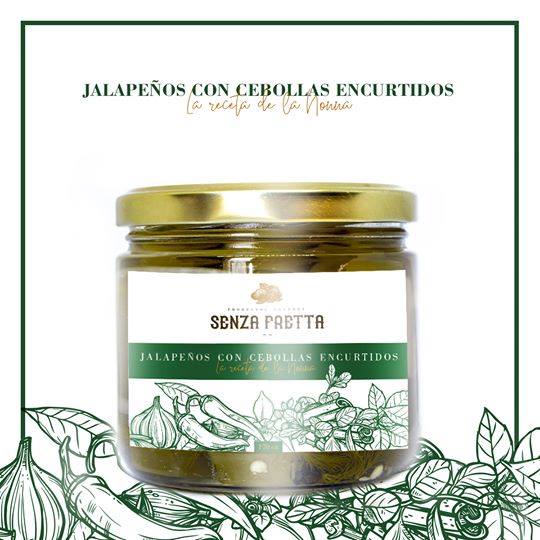 JALAPEÑOS CON CEBOLLAS ENCURTIDOS
La receta de la Nonna
SENZA FRETTA
JALAPEÑOS CON CEBOLLAS ENCURTIDOS
La receta de la Nonna